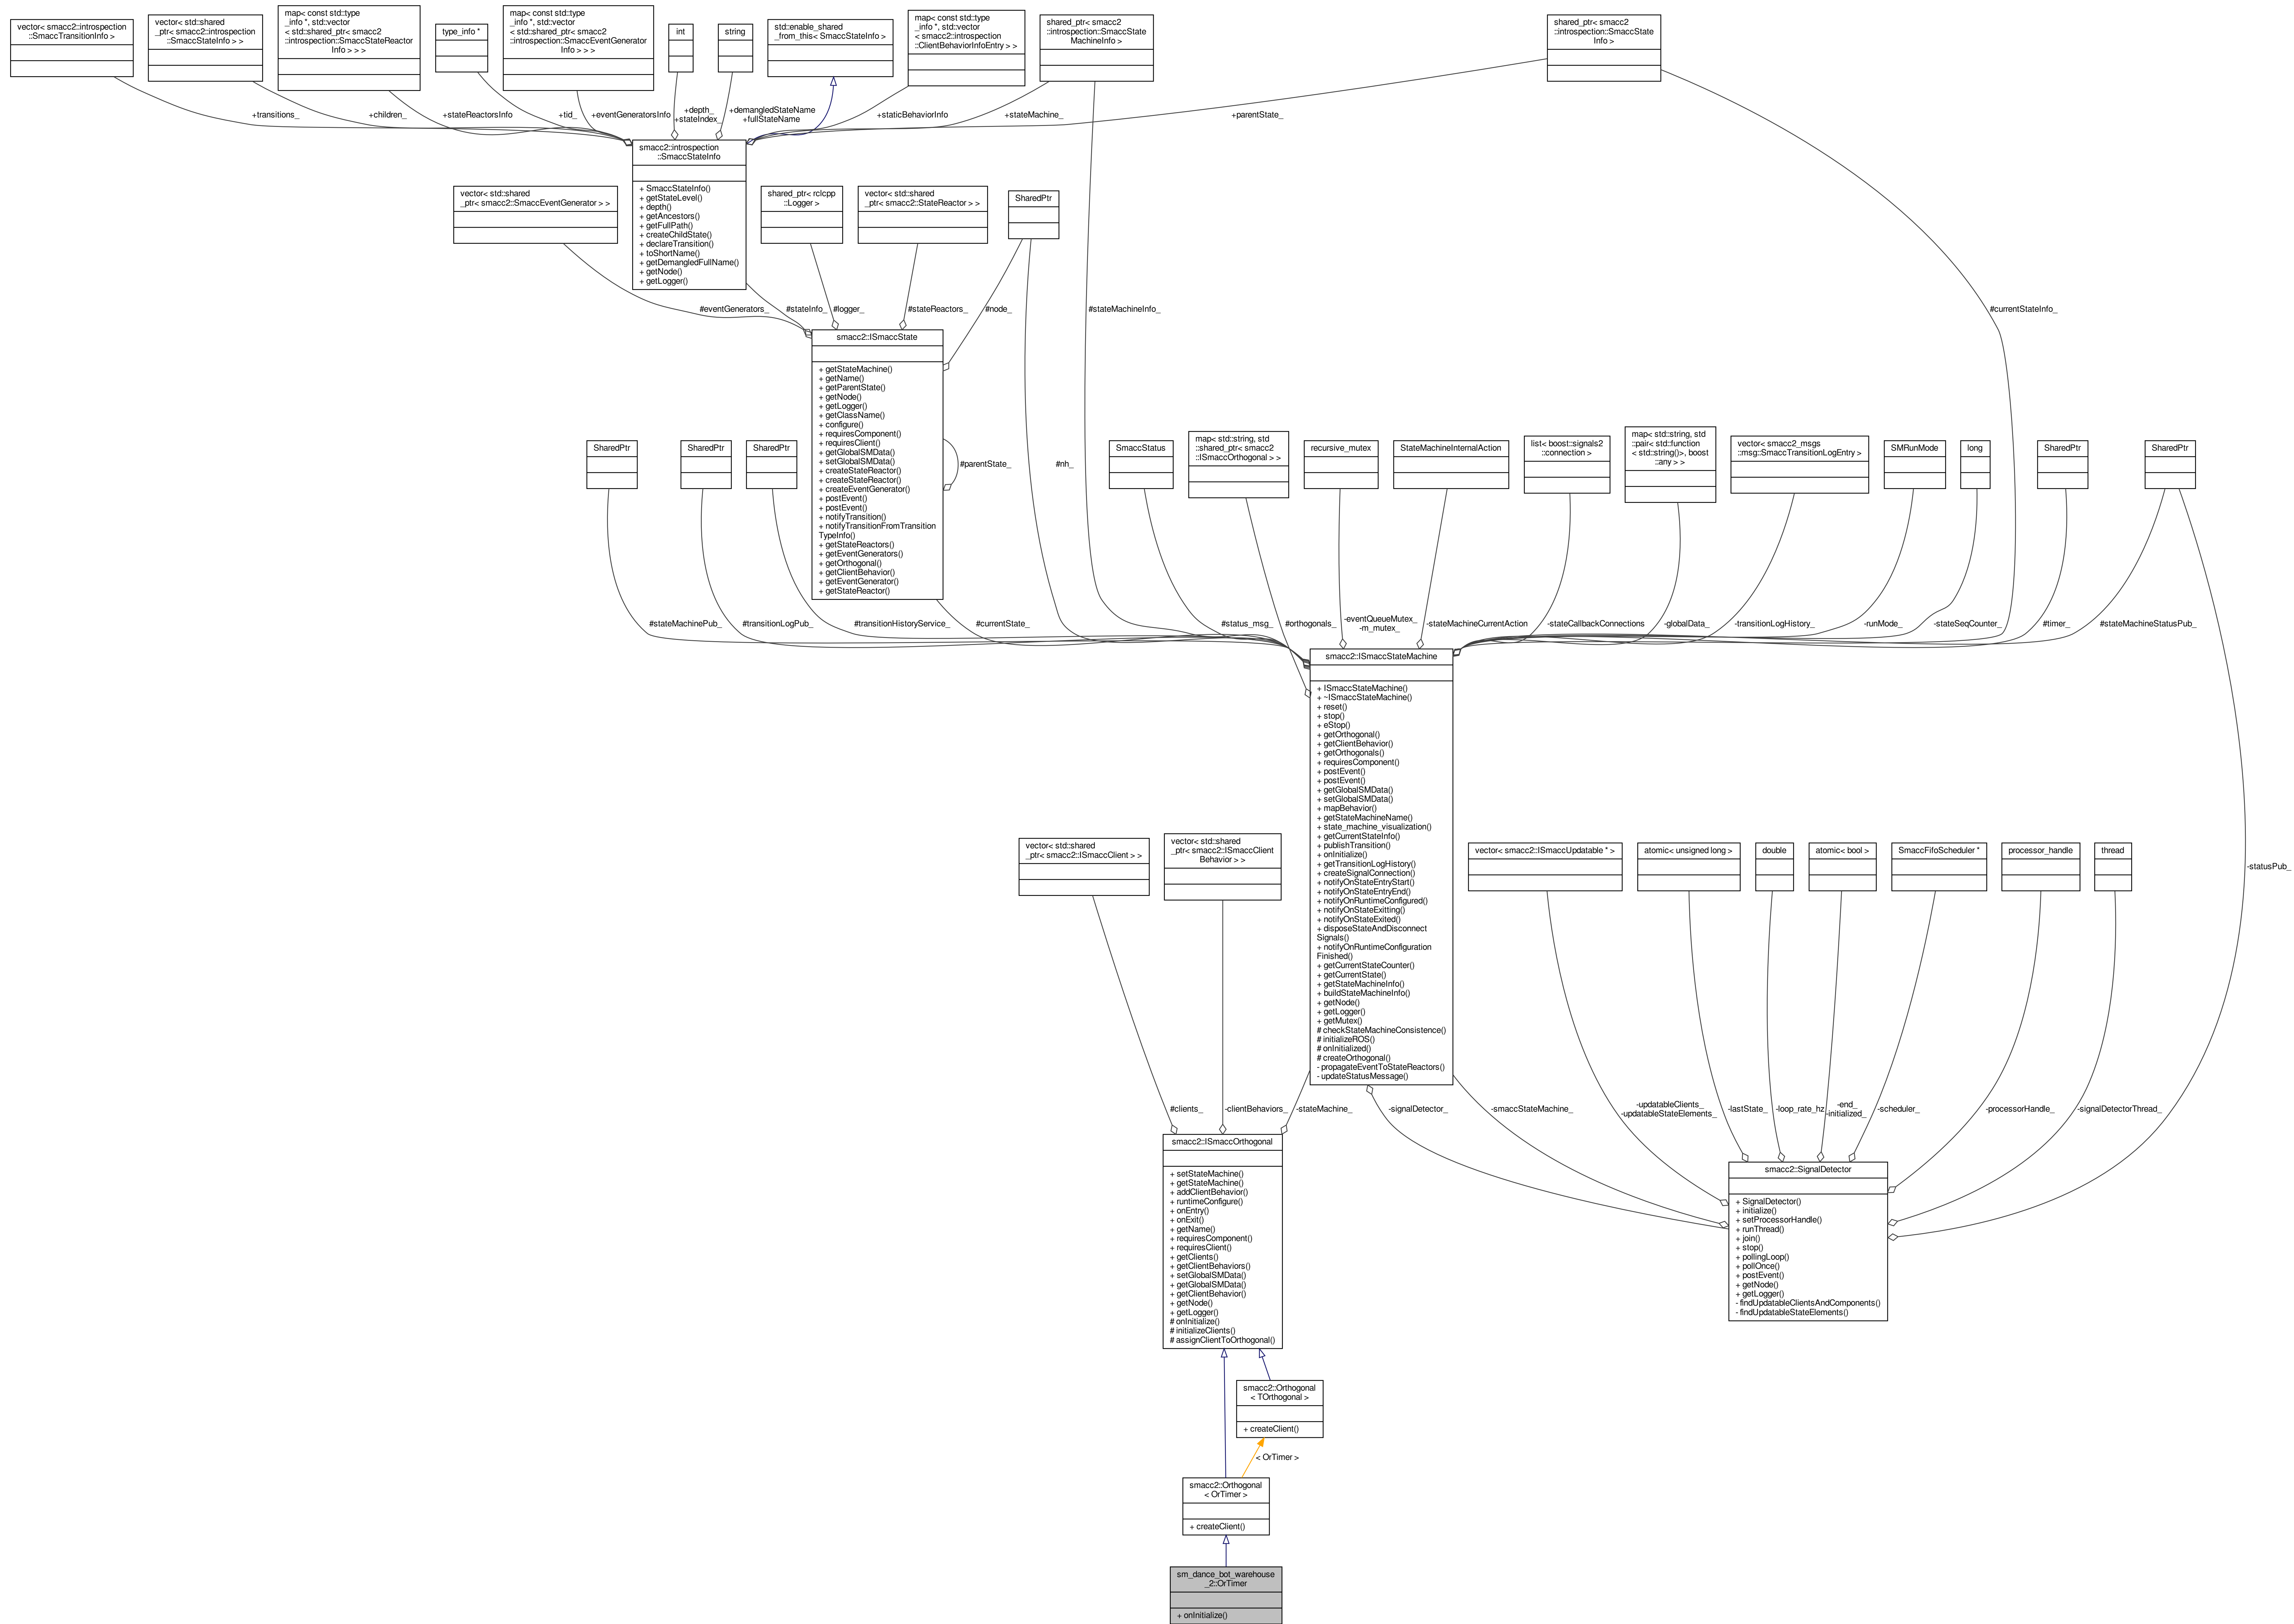 vector< smacc2::introspection
::SmaccTransitionInfo >
vector< std::shared
_ptr< smacc2::introspection
::SmaccStateInfo > >
map< const std::type
_info *, std::vector
< std::shared_ptr< smacc2
::introspection::SmaccStateReactor
Info > > >
type_info *
map< const std::type
_info *, std::vector
< std::shared_ptr< smacc2
::introspection::SmaccEventGenerator
Info > > >
int
string
std::enable_shared
_from_this< SmaccStateInfo >
map< const std::type
_info *, std::vector
< smacc2::introspection
::ClientBehaviorInfoEntry > >
shared_ptr< smacc2
::introspection::SmaccState
MachineInfo >
shared_ptr< smacc2
::introspection::SmaccState
Info >
+transitions_
+children_
+stateReactorsInfo
+tid_
+eventGeneratorsInfo
+depth_
+stateIndex_
+demangledStateName
+fullStateName
+staticBehaviorInfo
+stateMachine_
+parentState_
smacc2::introspection
::SmaccStateInfo
+ SmaccStateInfo()
+ getStateLevel()
+ depth()
+ getAncestors()
+ getFullPath()
+ createChildState()
+ declareTransition()
+ toShortName()
+ getDemangledFullName()
+ getNode()
+ getLogger()
vector< std::shared
_ptr< smacc2::SmaccEventGenerator > >
shared_ptr< rclcpp
::Logger >
vector< std::shared
_ptr< smacc2::StateReactor > >
SharedPtr
#eventGenerators_
#stateInfo_
#logger_
#stateReactors_
#node_
#stateMachineInfo_
#currentStateInfo_
smacc2::ISmaccState
+ getStateMachine()
+ getName()
+ getParentState()
+ getNode()
+ getLogger()
+ getClassName()
+ configure()
+ requiresComponent()
+ requiresClient()
+ getGlobalSMData()
+ setGlobalSMData()
+ createStateReactor()
+ createStateReactor()
+ createEventGenerator()
+ postEvent()
+ postEvent()
+ notifyTransition()
+ notifyTransitionFromTransition
TypeInfo()
+ getStateReactors()
+ getEventGenerators()
+ getOrthogonal()
+ getClientBehavior()
+ getEventGenerator()
+ getStateReactor()
#parentState_
#nh_
SharedPtr
SharedPtr
SharedPtr
SmaccStatus
map< std::string, std
::shared_ptr< smacc2
::ISmaccOrthogonal > >
recursive_mutex
StateMachineInternalAction
list< boost::signals2
::connection >
map< std::string, std
::pair< std::function
< std::string()>, boost
::any > >
vector< smacc2_msgs
::msg::SmaccTransitionLogEntry >
SMRunMode
long
SharedPtr
SharedPtr
#stateMachinePub_
#transitionLogPub_
#transitionHistoryService_
#currentState_
#status_msg_
#orthogonals_
-eventQueueMutex_
-m_mutex_
-stateMachineCurrentAction
-stateCallbackConnections
-globalData_
-transitionLogHistory_
-runMode_
-stateSeqCounter_
#timer_
#stateMachineStatusPub_
smacc2::ISmaccStateMachine
+ ISmaccStateMachine()
+ ~ISmaccStateMachine()
+ reset()
+ stop()
+ eStop()
+ getOrthogonal()
+ getClientBehavior()
+ getOrthogonals()
+ requiresComponent()
+ postEvent()
+ postEvent()
+ getGlobalSMData()
+ setGlobalSMData()
+ mapBehavior()
+ getStateMachineName()
+ state_machine_visualization()
+ getCurrentStateInfo()
+ publishTransition()
+ onInitialize()
+ getTransitionLogHistory()
+ createSignalConnection()
+ notifyOnStateEntryStart()
+ notifyOnStateEntryEnd()
+ notifyOnRuntimeConfigured()
+ notifyOnStateExitting()
+ notifyOnStateExited()
+ disposeStateAndDisconnect
Signals()
+ notifyOnRuntimeConfiguration
Finished()
+ getCurrentStateCounter()
+ getCurrentState()
+ getStateMachineInfo()
+ buildStateMachineInfo()
+ getNode()
+ getLogger()
+ getMutex()
# checkStateMachineConsistence()
# initializeROS()
# onInitialized()
# createOrthogonal()
- propagateEventToStateReactors()
- updateStatusMessage()
vector< std::shared
_ptr< smacc2::ISmaccClient > >
vector< std::shared
_ptr< smacc2::ISmaccClient
Behavior > >
vector< smacc2::ISmaccUpdatable * >
atomic< unsigned long >
double
atomic< bool >
SmaccFifoScheduler *
processor_handle
thread
-statusPub_
#clients_
-clientBehaviors_
-stateMachine_
-signalDetector_
-smaccStateMachine_
-updatableClients_
-updatableStateElements_
-lastState_
-loop_rate_hz
-end_
-initialized_
-scheduler_
-processorHandle_
-signalDetectorThread_
smacc2::ISmaccOrthogonal
+ setStateMachine()
+ getStateMachine()
+ addClientBehavior()
+ runtimeConfigure()
+ onEntry()
+ onExit()
+ getName()
+ requiresComponent()
+ requiresClient()
+ getClients()
+ getClientBehaviors()
+ setGlobalSMData()
+ getGlobalSMData()
+ getClientBehavior()
+ getNode()
+ getLogger()
# onInitialize()
# initializeClients()
# assignClientToOrthogonal()
smacc2::SignalDetector
+ SignalDetector()
+ initialize()
+ setProcessorHandle()
+ runThread()
+ join()
+ stop()
+ pollingLoop()
+ pollOnce()
+ postEvent()
+ getNode()
+ getLogger()
- findUpdatableClientsAndComponents()
- findUpdatableStateElements()
smacc2::Orthogonal
< TOrthogonal >
+ createClient()
< OrTimer >
smacc2::Orthogonal
< OrTimer >
+ createClient()
sm_dance_bot_warehouse
_2::OrTimer
+ onInitialize()